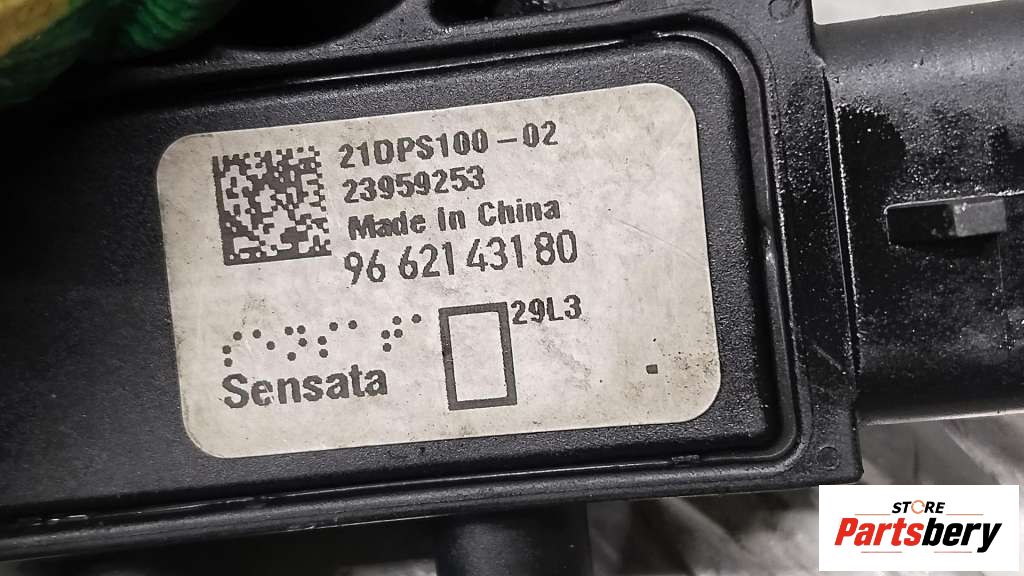 21DPS100-02
23959253
Made in China
96 621 431 80
29L3
Sensata
STORE
Partsbery